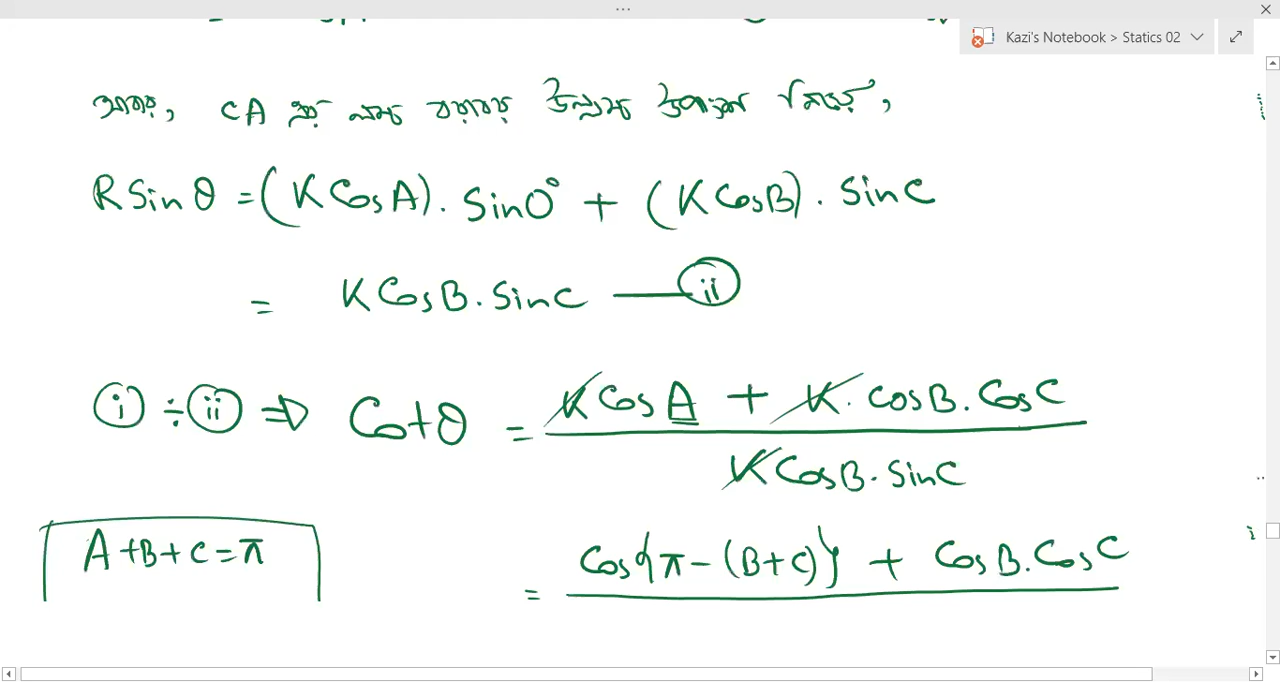 Kazi's Notebook > Statics 02
আবার, CA এর লম্ব বরাবর উলম্ব উপাংশ নিয়ে,
R Sin θ = (K Cos A) . Sin 0° + (K Cos B) . Sin C
= K Cos B . Sin C — ii
i ÷ ii ⇒ Cot θ = K Cos A + K . Cos B . Cos C
K Cos B . Sin C
A + B + C = π
= Cos{π - (B + C)} + Cos B . Cos C